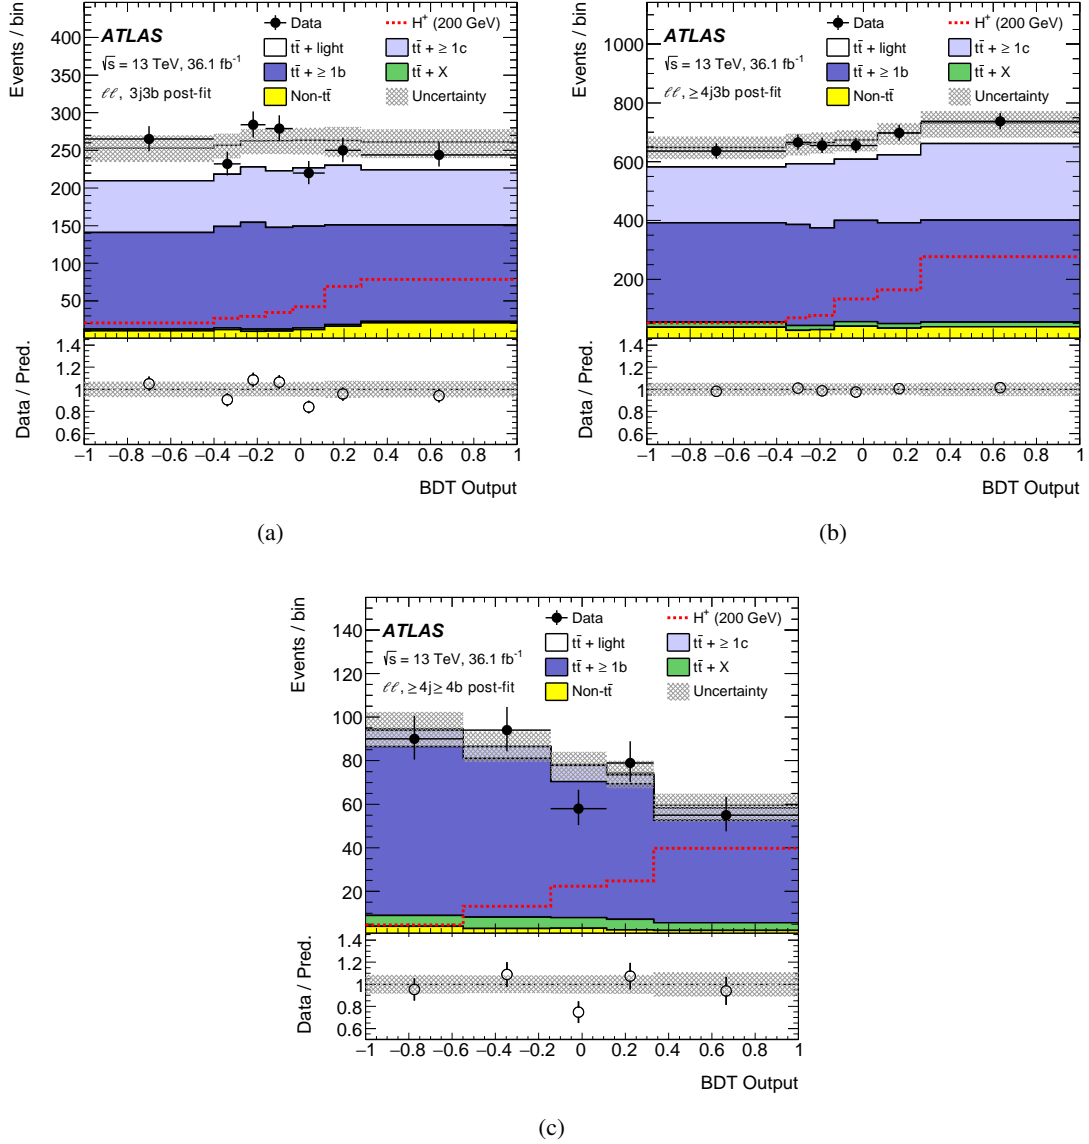 Events / bin
450
400
350
300
250
200
150
100
50
ATLAS
√s = 13 TeV, 36.1 fb⁻¹
ℓℓ, 3j3b post-fit
Data
H⁺ (200 GeV)
tt̄ + light
tt̄ + ≥ 1c
tt̄ + ≥ 1b
tt̄ + X
Non-tt̄
Uncertainty
Data / Pred.
1.4
1.2
1
0.8
0.6
−1 −0.8 −0.6 −0.4 −0.2 0 0.2 0.4 0.6 0.8 1
BDT Output
(a)
Events / bin
1000
800
600
400
200
ATLAS
√s = 13 TeV, 36.1 fb⁻¹
ℓℓ, ≥ 4j3b post-fit
Data
H⁺ (200 GeV)
tt̄ + light
tt̄ + ≥ 1c
tt̄ + ≥ 1b
tt̄ + X
Non-tt̄
Uncertainty
Data / Pred.
1.4
1.2
1
0.8
0.6
−1 −0.8 −0.6 −0.4 −0.2 0 0.2 0.4 0.6 0.8 1
BDT Output
(b)
Events / bin
140
120
100
80
60
40
20
ATLAS
√s = 13 TeV, 36.1 fb⁻¹
ℓℓ, ≥ 4j≥ 4b post-fit
Data
H⁺ (200 GeV)
tt̄ + light
tt̄ + ≥ 1c
tt̄ + ≥ 1b
tt̄ + X
Non-tt̄
Uncertainty
Data / Pred.
1.4
1.2
1
0.8
0.6
−1 −0.8 −0.6 −0.4 −0.2 0 0.2 0.4 0.6 0.8 1
BDT Output
(c)